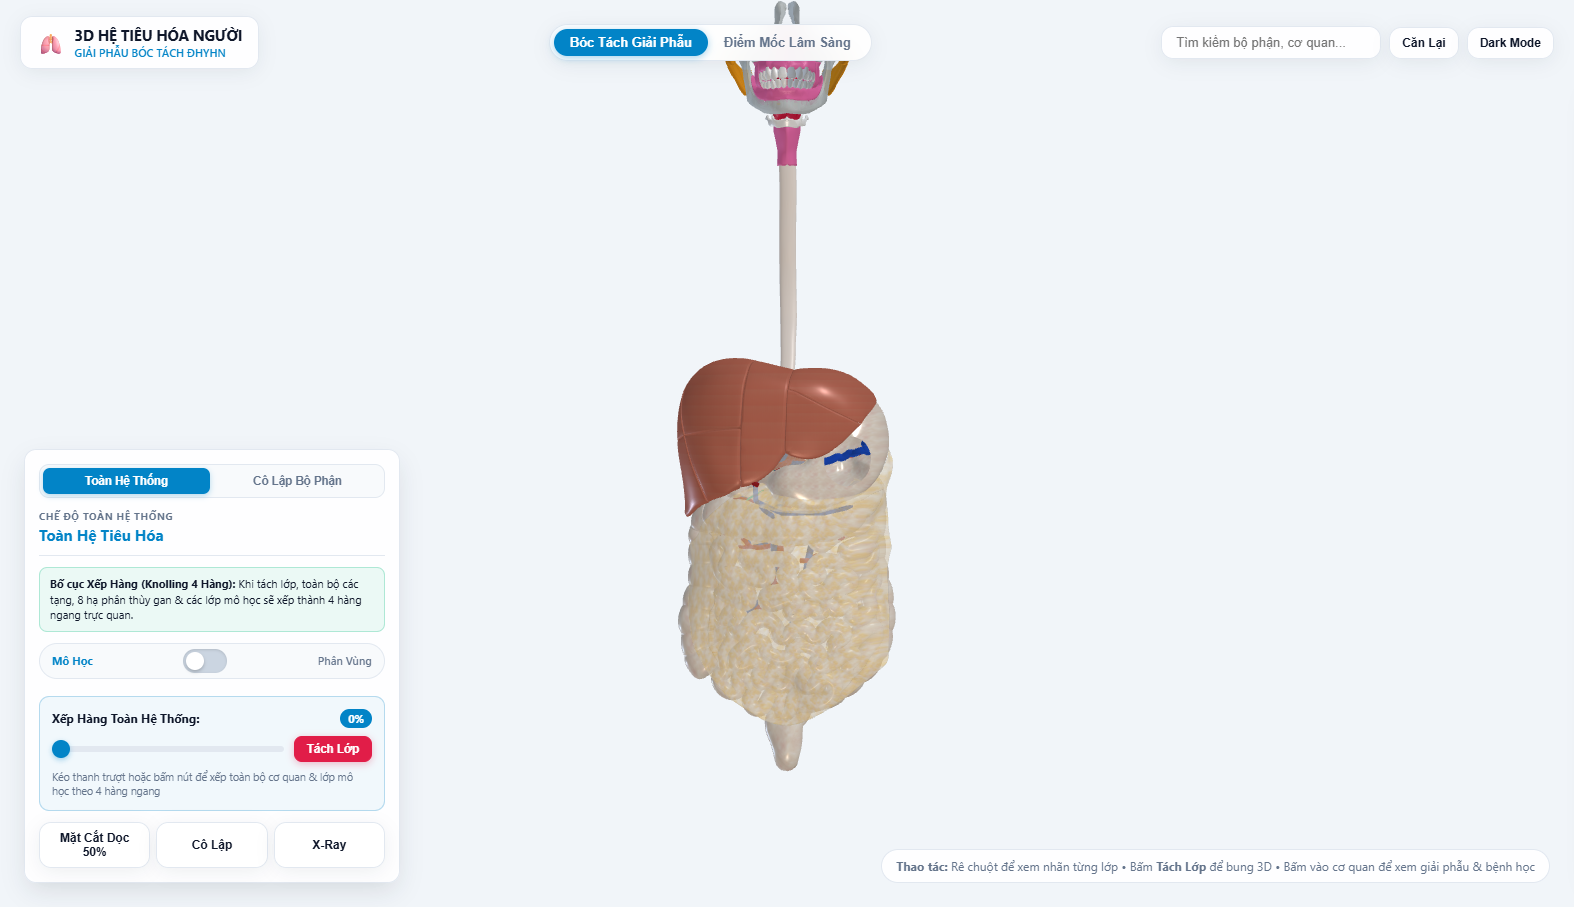 3D HỆ TIÊU HÓA NGƯỜI
GIẢI PHẪU BÓC TÁCH ĐHYHN
Bóc Tách Giải Phẫu
Điểm Mốc Lâm Sàng
Tìm kiếm bộ phận, cơ quan...
Căn Lại
Dark Mode
Toàn Hệ Thống
Cô Lập Bộ Phận
CHẾ ĐỘ TOÀN HỆ THỐNG
Toàn Hệ Tiêu Hóa
Bố cục Xếp Hàng (Knolling 4 Hàng): Khi tách lớp, toàn bộ các
tạng, 8 hạ phân thùy gan & các lớp mô học sẽ xếp thành 4 hàng
ngang trực quan.
Mô Học
Phân Vùng
Xếp Hàng Toàn Hệ Thống:
0%
Tách Lớp
Kéo thanh trượt hoặc bấm nút để xếp toàn bộ cơ quan & lớp mô
học theo 4 hàng ngang
Mặt Cắt Dọc
50%
Cô Lập
X-Ray
Thao tác: Rê chuột để xem nhãn từng lớp • Bấm Tách Lớp để bung 3D • Bấm vào cơ quan để xem giải phẫu & bệnh học